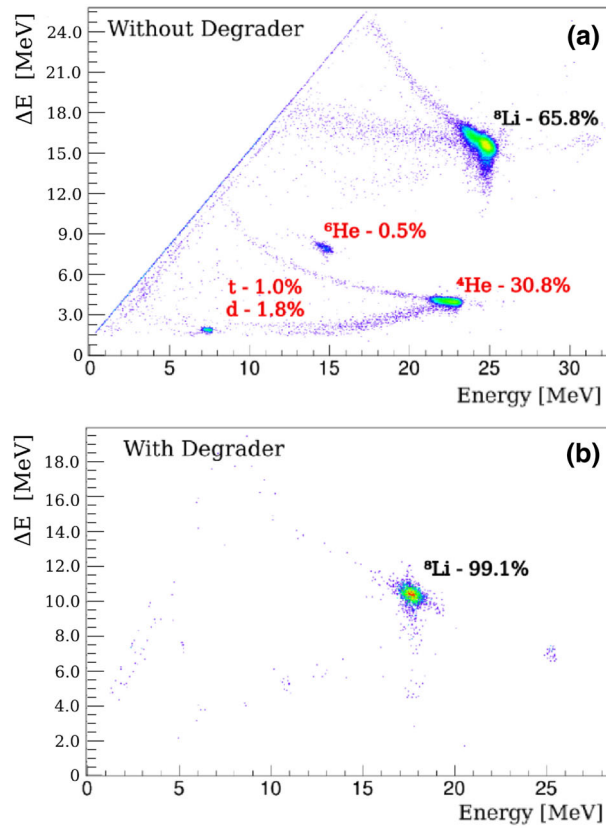 Without Degrader
(a)
ΔE [MeV]
24.0
21.0
18.0
15.0
12.0
9.0
6.0
3.0
0
⁸Li - 65.8%
⁶He - 0.5%
t - 1.0%
d - 1.8%
⁴He - 30.8%
0 5 10 15 20 25 30
Energy [MeV]
With Degrader
(b)
ΔE [MeV]
18.0
16.0
14.0
12.0
10.0
8.0
6.0
4.0
2.0
0
⁸Li - 99.1%
0 5 10 15 20 25
Energy [MeV]